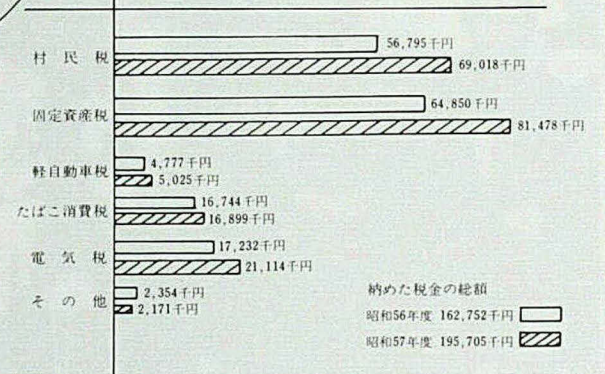 村民税
56,795千円
69,018千円
固定資産税
64,850千円
81,478千円
軽自動車税
4,777千円
5,025千円
たばこ消費税
16,744千円
16,899千円
電気税
17,232千円
21,114千円
その他
2,354千円
2,171千円
納めた税金の総額
昭和56年度 162,752千円
昭和57年度 195,705千円